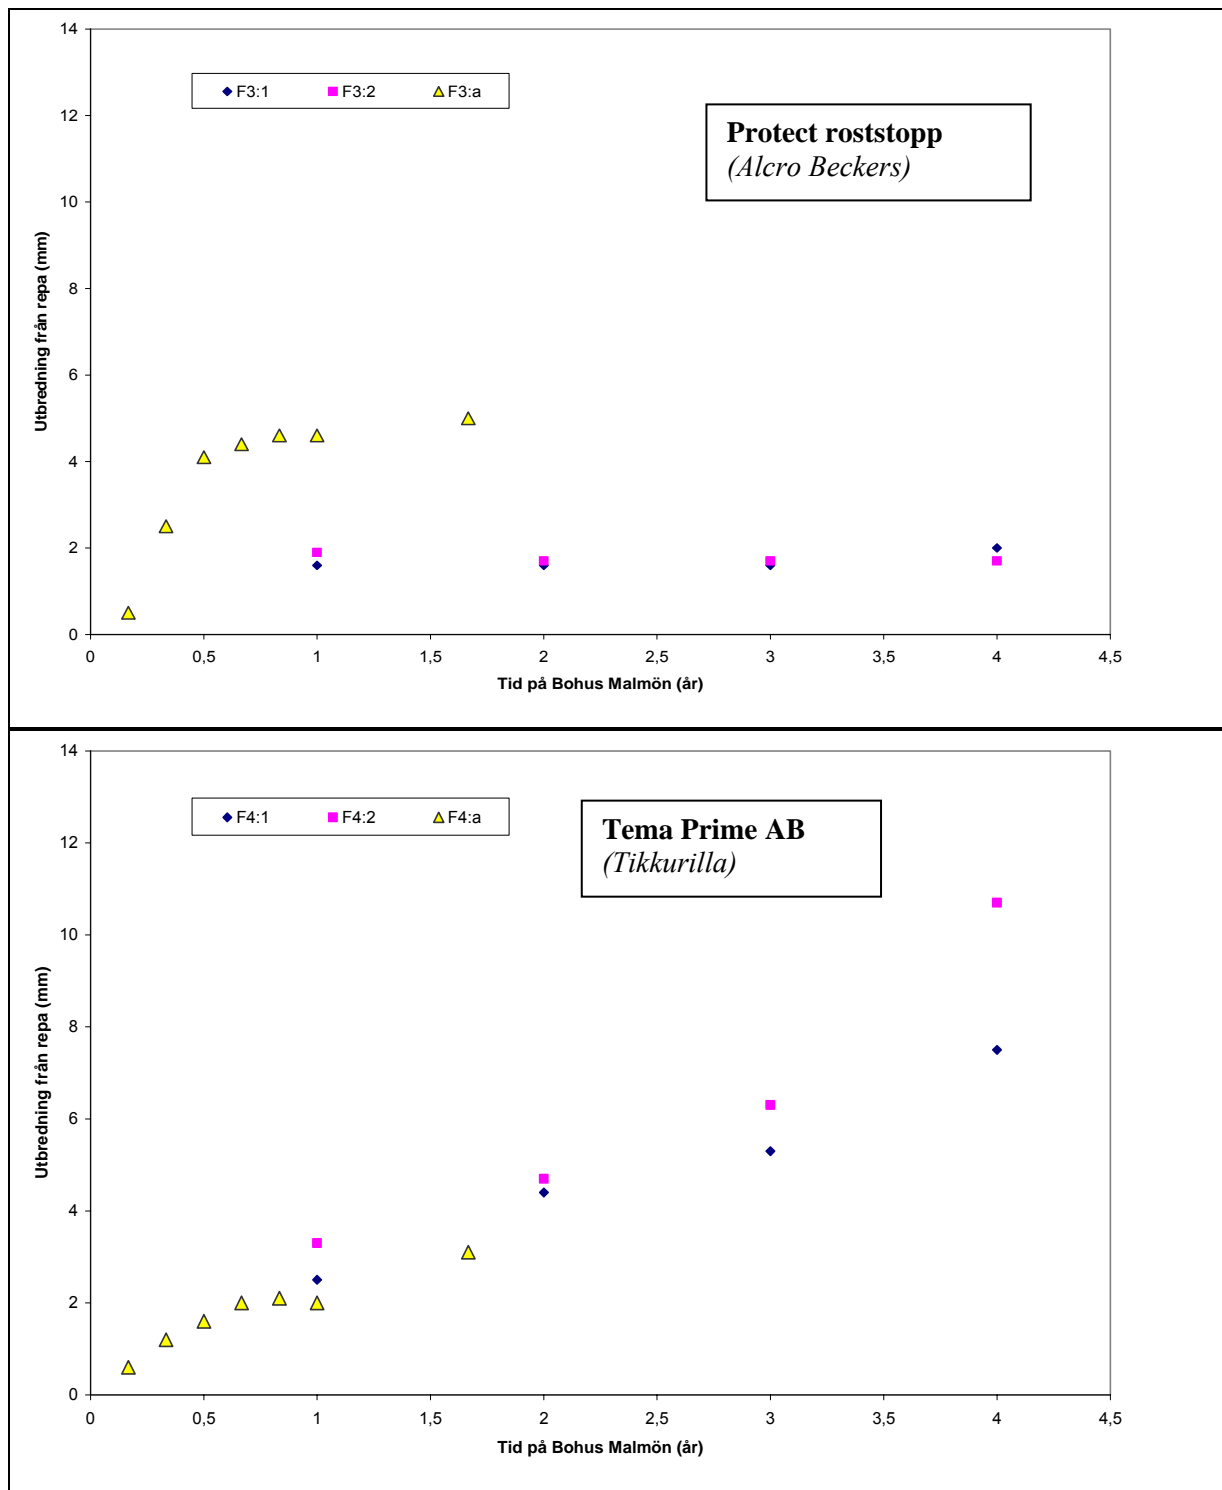 14
12
10
8
6
4
2
0
F3:1 F3:2 F3:a
Protect roststopp
(Alcro Beckers)
Utbredning från repa (mm)
0 0,5 1 1,5 2 2,5 3 3,5 4 4,5
Tid på Bohus Malmön (år)
14
12
10
8
6
4
2
0
F4:1 F4:2 F4:a
Tema Prime AB
(Tikkurilla)
Utbredning från repa (mm)
0 0,5 1 1,5 2 2,5 3 3,5 4 4,5
Tid på Bohus Malmön (år)